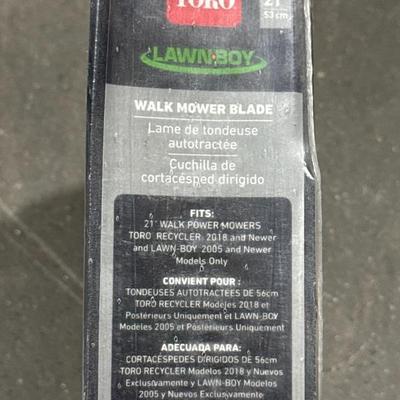 TORO
21"
53 cm
LAWN-BOY
WALK MOWER BLADE
Lame de tondeuse
autotractée
Cuchilla de
cortacésped dirigido
FITS:
21" WALK POWER MOWERS
TORO RECYCLER 2018 and Newer
and LAWN-BOY 2005 and Newer
Models Only
CONVIENT POUR :
TONDEUSES AUTOTRACTÉES DE 56cm
TORO RECYCLER Modèles 2018 et
Postérieurs Uniquement et LAWN-BOY
Modèles 2005 et Postérieurs Uniquement
ADECUADA PARA:
CORTACÉSPEDES DIRIGIDOS DE 56cm
TORO RECYCLER Modelos 2018 y Nuevos
Exclusivamente y LAWN-BOY Modelos
2005 y Nuevos Exclusivamente